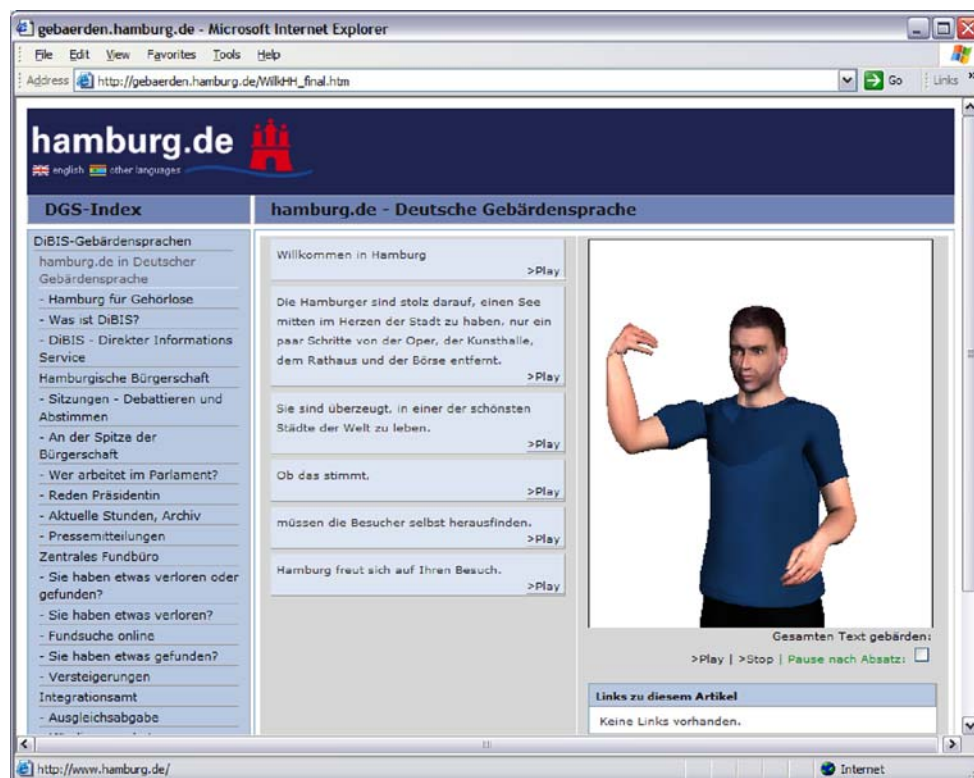 gebaerden.hamburg.de - Microsoft Internet Explorer
File Edit View Favorites Tools Help
Address http://gebaerden.hamburg.de/WilkHH_final.htm Go Links »
hamburg.de
english other languages
DGS-Index
hamburg.de - Deutsche Gebärdensprache
DiBIS-Gebärdensprachen
hamburg.de in Deutscher
Gebärdensprache
- Hamburg für Gehörlose
- Was ist DiBIS?
- DiBIS - Direkter Informations
Service
Hamburgische Bürgerschaft
- Sitzungen - Debattieren und
Abstimmen
- An der Spitze der
Bürgerschaft
- Wer arbeitet im Parlament?
- Reden Präsidentin
- Aktuelle Stunden, Archiv
- Pressemitteilungen
Zentrales Fundbüro
- Sie haben etwas verloren oder
gefunden?
- Sie haben etwas verloren?
- Fundsuche online
- Sie haben etwas gefunden?
- Versteigerungen
Integrationsamt
- Ausgleichsabgabe
Willkommen in Hamburg
>Play
Die Hamburger sind stolz darauf, einen See
mitten im Herzen der Stadt zu haben, nur ein
paar Schritte von der Oper, der Kunsthalle,
dem Rathaus und der Börse entfernt.
>Play
Sie sind überzeugt, in einer der schönsten
Städte der Welt zu leben.
>Play
Ob das stimmt,
>Play
müssen die Besucher selbst herausfinden.
>Play
Hamburg freut sich auf Ihren Besuch.
>Play
Gesamten Text gebärden:
>Play | >Stop | Pause nach Absatz:
Links zu diesem Artikel
Keine Links vorhanden.
http://www.hamburg.de/ Internet